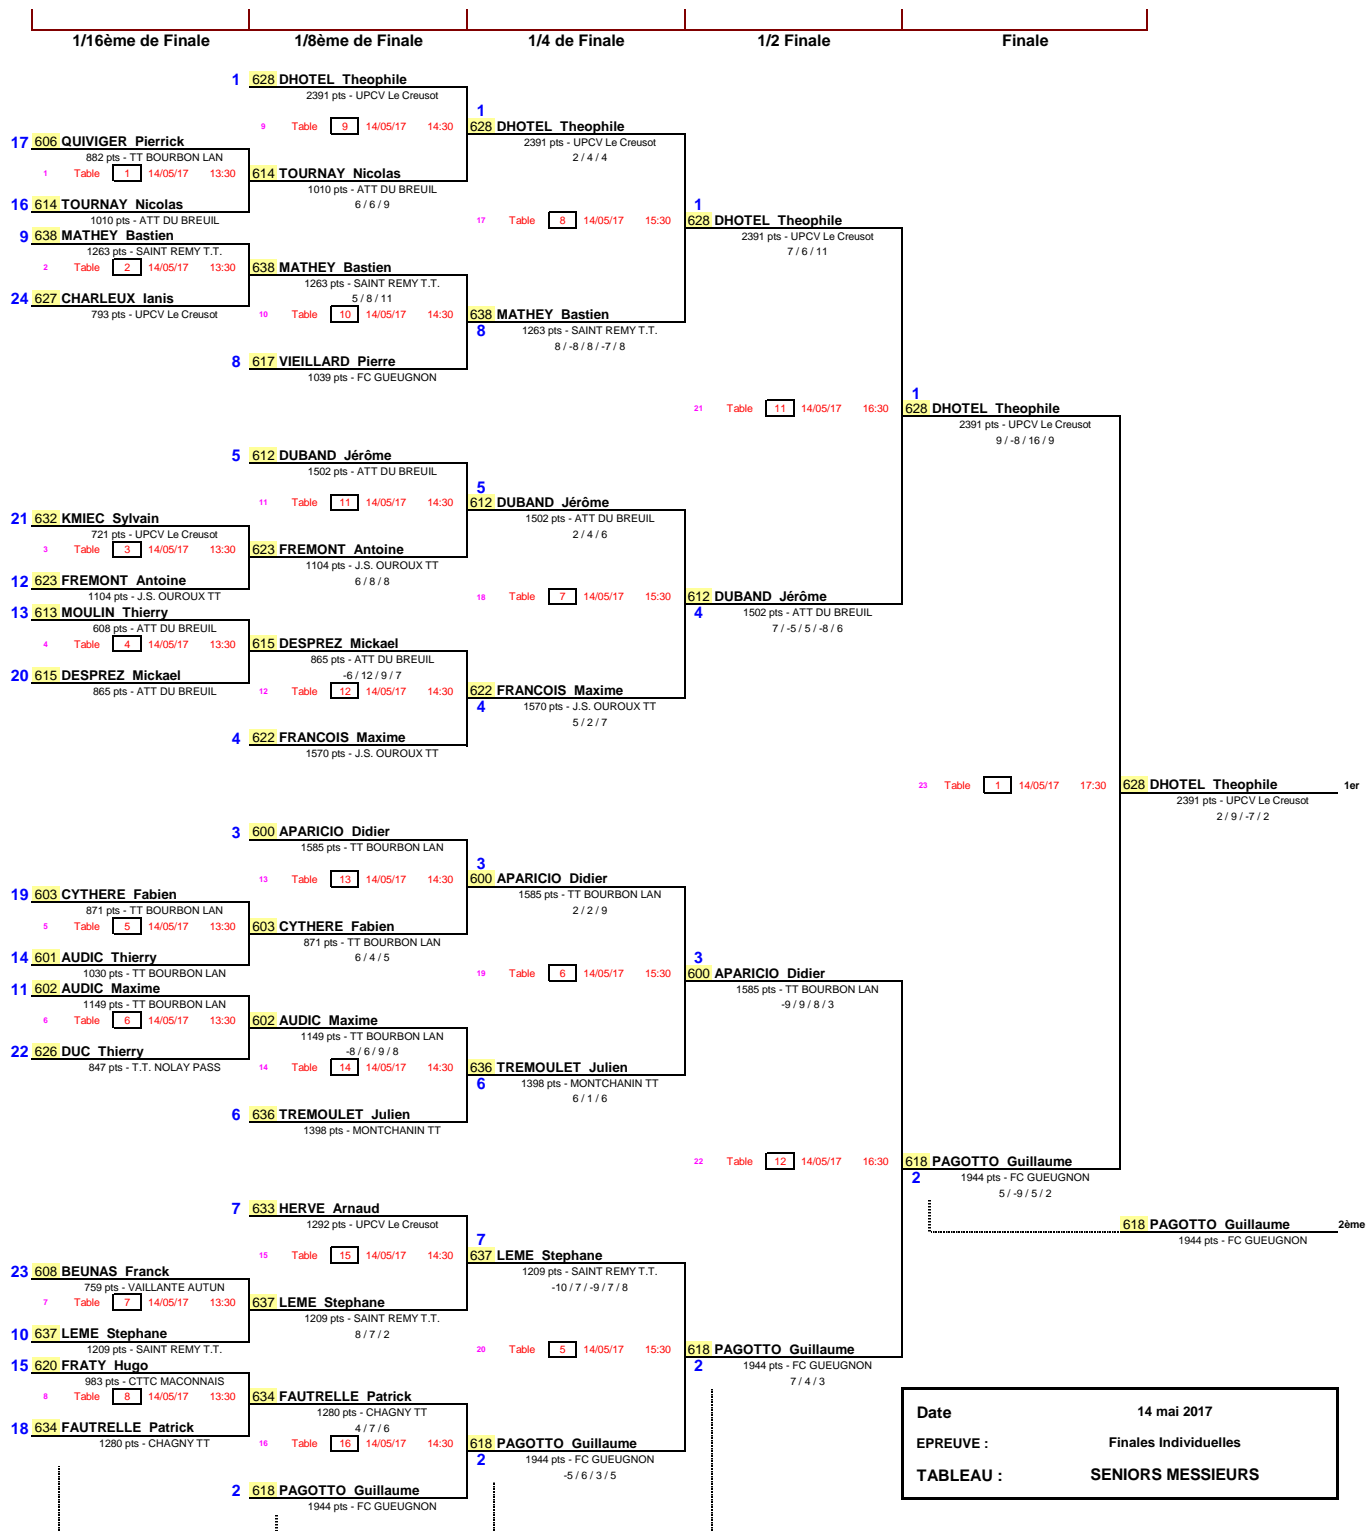 1/16ème de Finale 1/8ème de Finale 1/4 de Finale 1/2 Finale Finale
1 628 DHOTEL Theophile
2391 pts - UPCV Le Creusot
1
9 Table 9 14/05/17 14:30 628 DHOTEL Theophile
17 606 QUIVIGER Pierrick 2391 pts - UPCV Le Creusot
882 pts - TT BOURBON LAN 2 / 4 / 4
1 Table 1 14/05/17 13:30 614 TOURNAY Nicolas
1010 pts - ATT DU BREUIL
16 614 TOURNAY Nicolas 6 / 6 / 9 1
1010 pts - ATT DU BREUIL 17 Table 8 14/05/17 15:30 628 DHOTEL Theophile
9 638 MATHEY Bastien 2391 pts - UPCV Le Creusot
1263 pts - SAINT REMY T.T. 7 / 6 / 11
2 Table 2 14/05/17 13:30 638 MATHEY Bastien
1263 pts - SAINT REMY T.T.
24 627 CHARLEUX Ianis 5 / 8 / 11
793 pts - UPCV Le Creusot 10 Table 10 14/05/17 14:30 638 MATHEY Bastien
8 1263 pts - SAINT REMY T.T.
8 / -8 / 8 / -7 / 8
8 617 VIEILLARD Pierre
1039 pts - FC GUEUGNON
1
21 Table 11 14/05/17 16:30 628 DHOTEL Theophile
2391 pts - UPCV Le Creusot
9 / -8 / 16 / 9
5 612 DUBAND Jérôme
1502 pts - ATT DU BREUIL
5
11 Table 11 14/05/17 14:30 612 DUBAND Jérôme
21 632 KMIEC Sylvain 1502 pts - ATT DU BREUIL
721 pts - UPCV Le Creusot 2 / 4 / 6
3 Table 3 14/05/17 13:30 623 FREMONT Antoine
1104 pts - J.S. OUROUX TT
12 623 FREMONT Antoine 6 / 8 / 8
1104 pts - J.S. OUROUX TT 18 Table 7 14/05/17 15:30 612 DUBAND Jérôme
13 613 MOULIN Thierry 4 1502 pts - ATT DU BREUIL
608 pts - ATT DU BREUIL 7 / -5 / 5 / -8 / 6
4 Table 4 14/05/17 13:30 615 DESPREZ Mickael
865 pts - ATT DU BREUIL
20 615 DESPREZ Mickael -6 / 12 / 9 / 7
865 pts - ATT DU BREUIL 12 Table 12 14/05/17 14:30 622 FRANCOIS Maxime
4 1570 pts - J.S. OUROUX TT
5 / 2 / 7
4 622 FRANCOIS Maxime
1570 pts - J.S. OUROUX TT
23 Table 1 14/05/17 17:30 628 DHOTEL Theophile 1er
2391 pts - UPCV Le Creusot
2 / 9 / -7 / 2
3 600 APARICIO Didier
1585 pts - TT BOURBON LAN
3
13 Table 13 14/05/17 14:30 600 APARICIO Didier
19 603 CYTHERE Fabien 1585 pts - TT BOURBON LAN
871 pts - TT BOURBON LAN 2 / 2 / 9
5 Table 5 14/05/17 13:30 603 CYTHERE Fabien
871 pts - TT BOURBON LAN
14 601 AUDIC Thierry 6 / 4 / 5 3
1030 pts - TT BOURBON LAN 19 Table 6 14/05/17 15:30 600 APARICIO Didier
11 602 AUDIC Maxime 1585 pts - TT BOURBON LAN
1149 pts - TT BOURBON LAN -9 / 9 / 8 / 3
6 Table 6 14/05/17 13:30 602 AUDIC Maxime
1149 pts - TT BOURBON LAN
22 626 DUC Thierry -8 / 6 / 9 / 8
847 pts - T.T. NOLAY PASS 14 Table 14 14/05/17 14:30 636 TREMOULET Julien
6 1398 pts - MONTCHANIN TT
6 / 1 / 6
6 636 TREMOULET Julien
1398 pts - MONTCHANIN TT
22 Table 12 14/05/17 16:30 618 PAGOTTO Guillaume
2 1944 pts - FC GUEUGNON
5 / -9 / 5 / 2
7 633 HERVE Arnaud
1292 pts - UPCV Le Creusot 618 PAGOTTO Guillaume 2ème
7 1944 pts - FC GUEUGNON
15 Table 15 14/05/17 14:30 637 LEME Stephane
23 608 BEUNAS Franck 1209 pts - SAINT REMY T.T.
759 pts - VAILLANTE AUTUN -10 / 7 / -9 / 7 / 8
7 Table 7 14/05/17 13:30 637 LEME Stephane
1209 pts - SAINT REMY T.T.
10 637 LEME Stephane 8 / 7 / 2
1209 pts - SAINT REMY T.T. 20 Table 5 14/05/17 15:30 618 PAGOTTO Guillaume
15 620 FRATY Hugo 2 1944 pts - FC GUEUGNON
983 pts - CTTC MACONNAIS 7 / 4 / 3
8 Table 8 14/05/17 13:30 634 FAUTRELLE Patrick
1280 pts - CHAGNY TT Date 14 mai 2017
18 634 FAUTRELLE Patrick 4 / 7 / 6
1280 pts - CHAGNY TT 16 Table 16 14/05/17 14:30 618 PAGOTTO Guillaume EPREUVE : Finales Individuelles
2 1944 pts - FC GUEUGNON
-5 / 6 / 3 / 5 TABLEAU : SENIORS MESSIEURS
2 618 PAGOTTO Guillaume
1944 pts - FC GUEUGNON